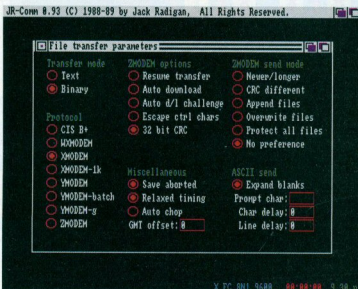 JR-Comm 0.93 (C) 1988-89 by Jack Radigan, All Rights Reserved.
File transfer parameters
Transfer mode
Text
Binary
Protocol
CIS B+
WXMODEM
XMODEM
XMODEM-1k
YMODEM
YMODEM-batch
YMODEM-g
ZMODEM
ZMODEM options
Resume transfer
Auto download
Auto d/l challenge
Escape ctrl chars
32 bit CRC
Miscellaneous
Save aborted
Relaxed timing
Auto chop
GMT offset: 0
ZMODEM send mode
Newer/longer
CRC different
Append files
Overwrite files
Protect all files
No preference
ASCII send
Expand blanks
Prompt char:
Char delay: 0
Line delay: 0
8N1 9600 00:00:00